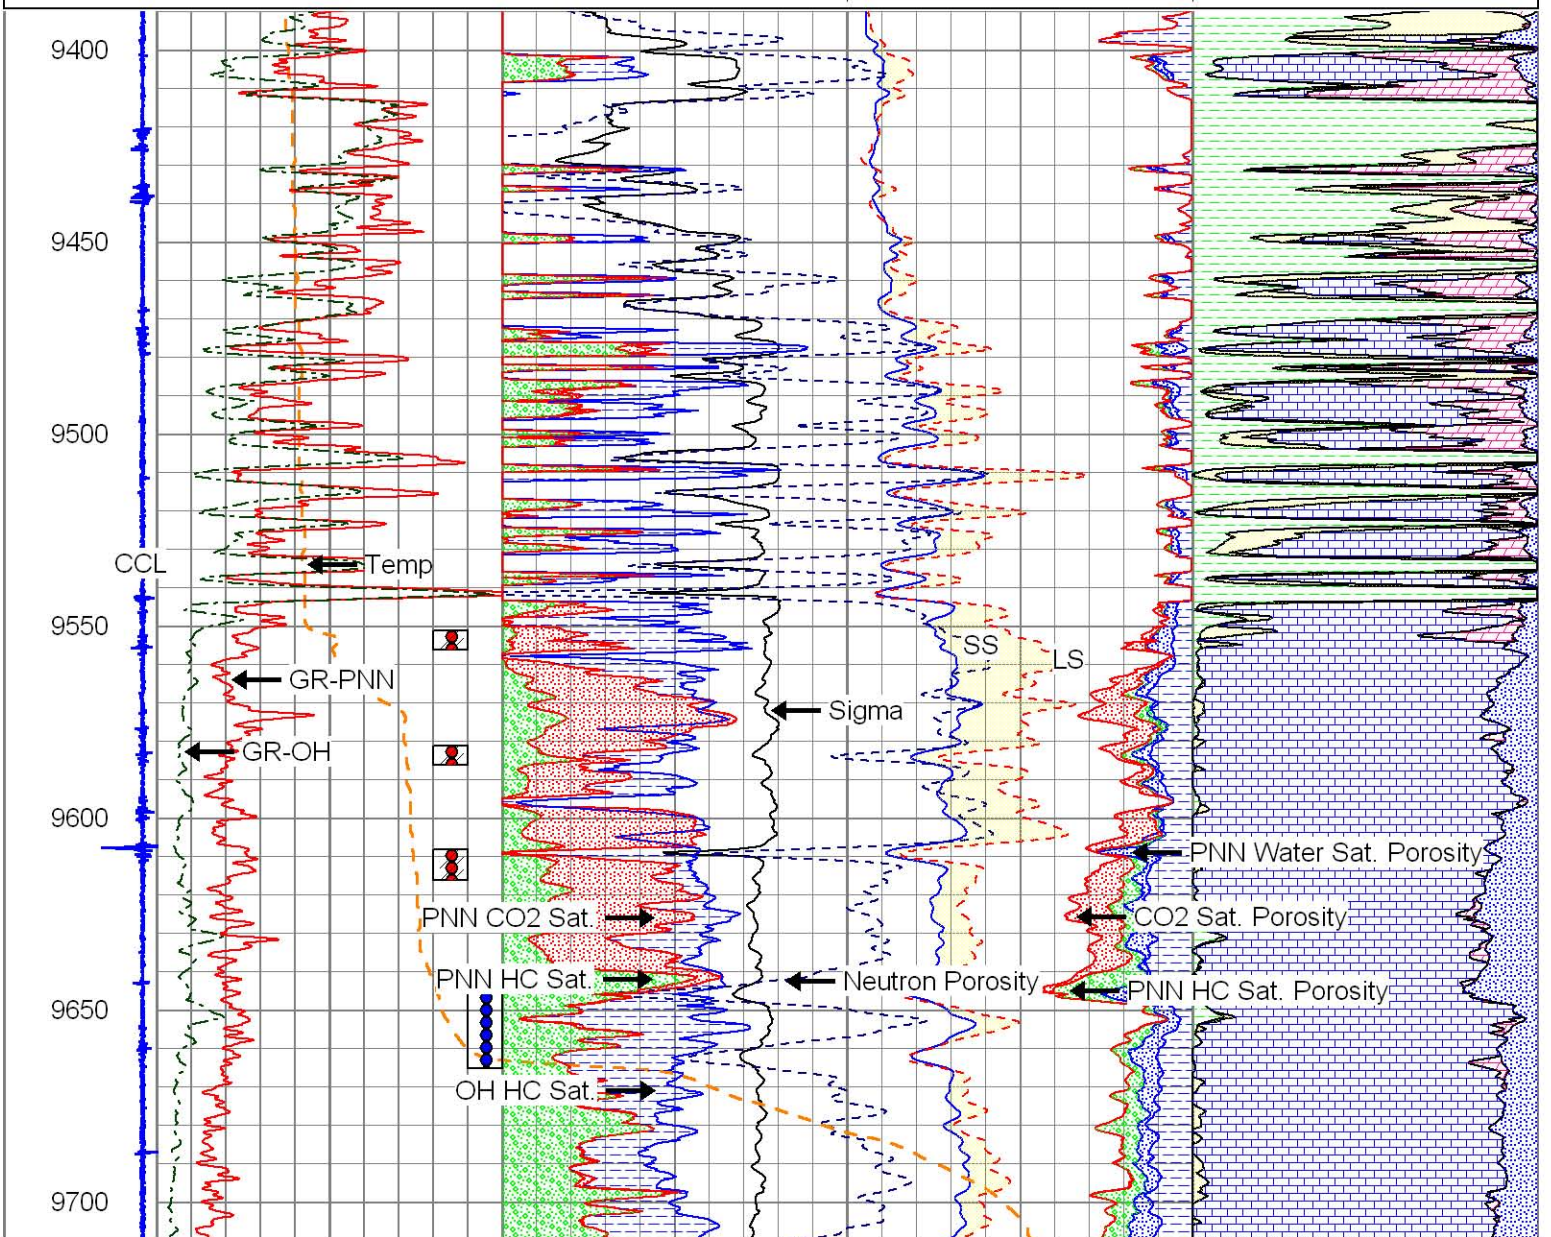 9400
9450
9500
CCL
Temp
9550
SS
LS
GR-PNN
Sigma
GR-OH
9600
PNN Water Sat. Porosity
PNN CO2 Sat.
CO2 Sat. Porosity
PNN HC Sat.
Neutron Porosity
PNN HC Sat. Porosity
9650
OH HC Sat.
9700